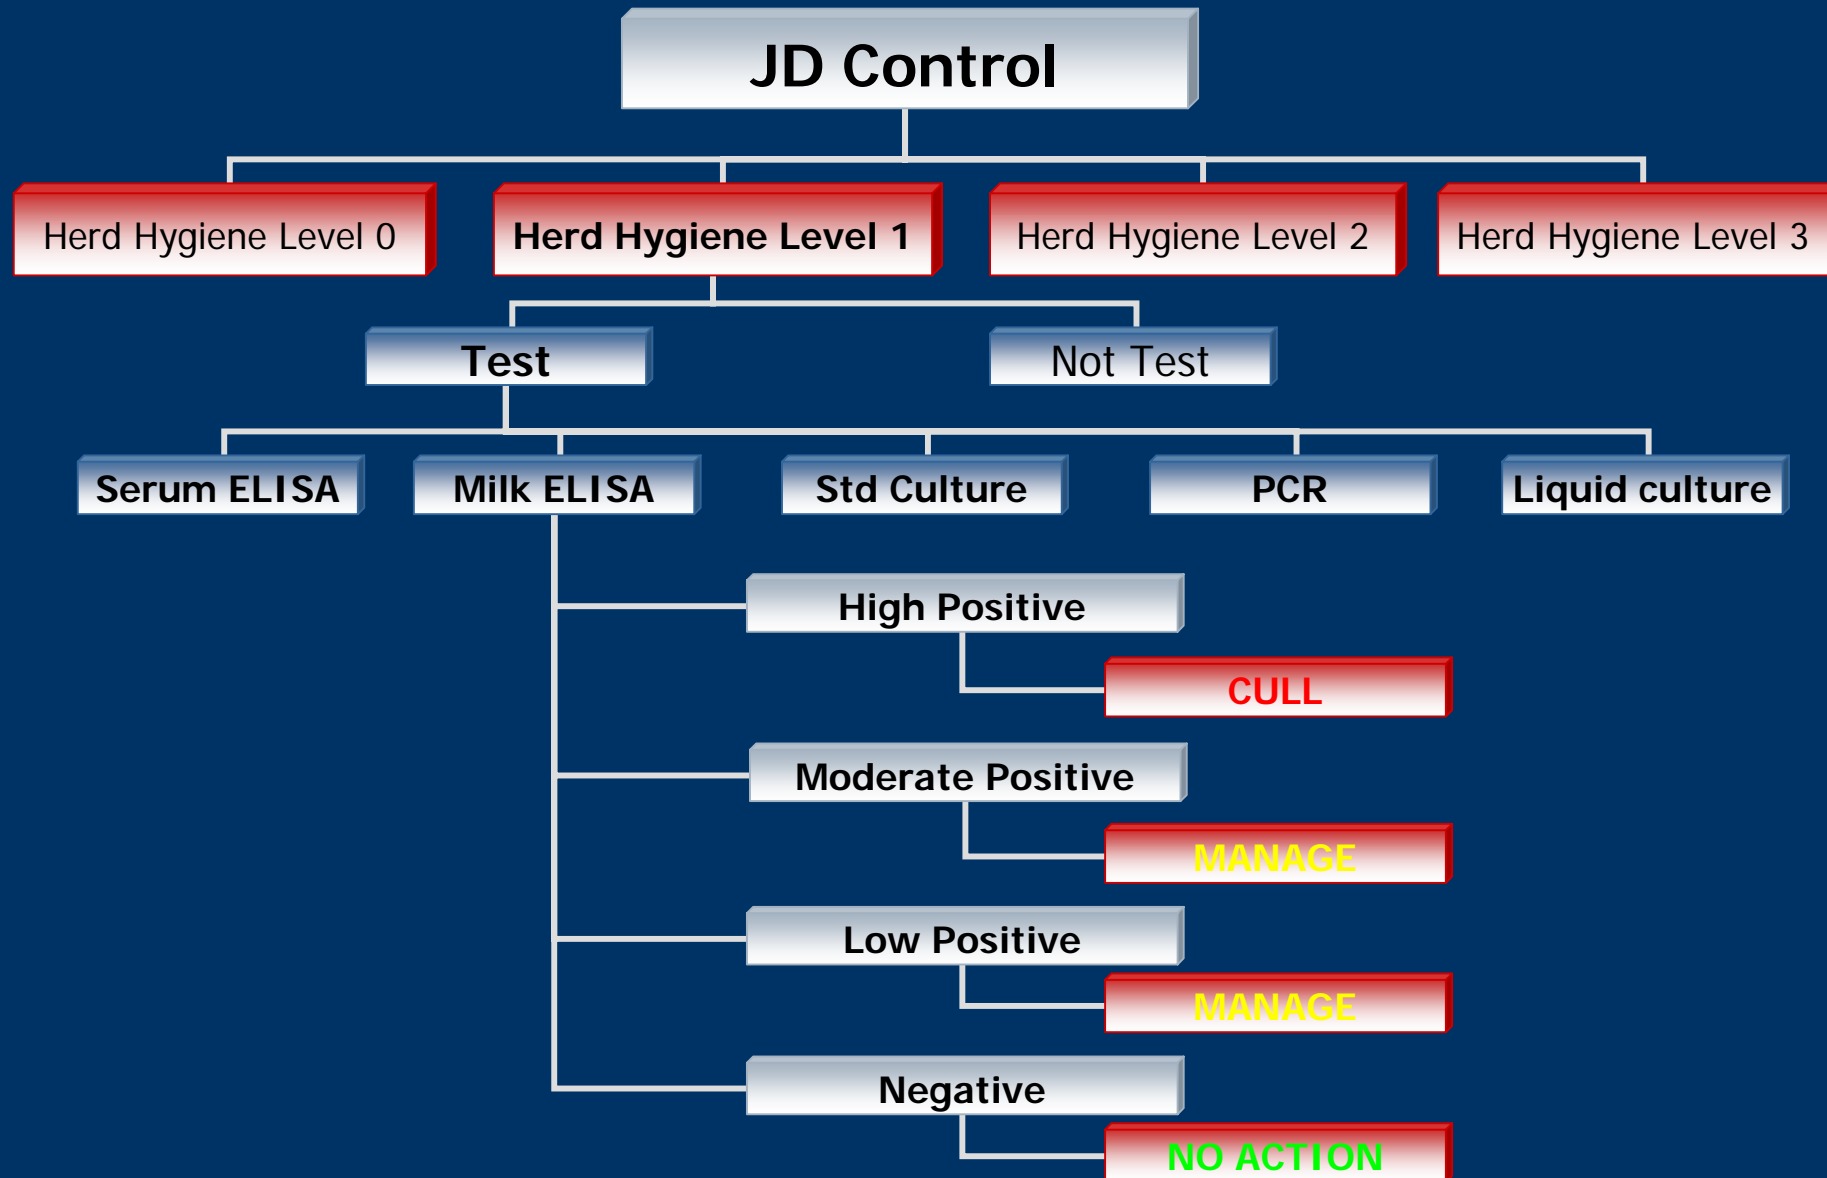 JD Control
Herd Hygiene Level 0
Herd Hygiene Level 1
Herd Hygiene Level 2
Herd Hygiene Level 3
Test
Not Test
Serum ELISA
Milk ELISA
Std Culture
PCR
Liquid culture
High Positive
CULL
Moderate Positive
MANAGE
Low Positive
MANAGE
Negative
NO ACTION